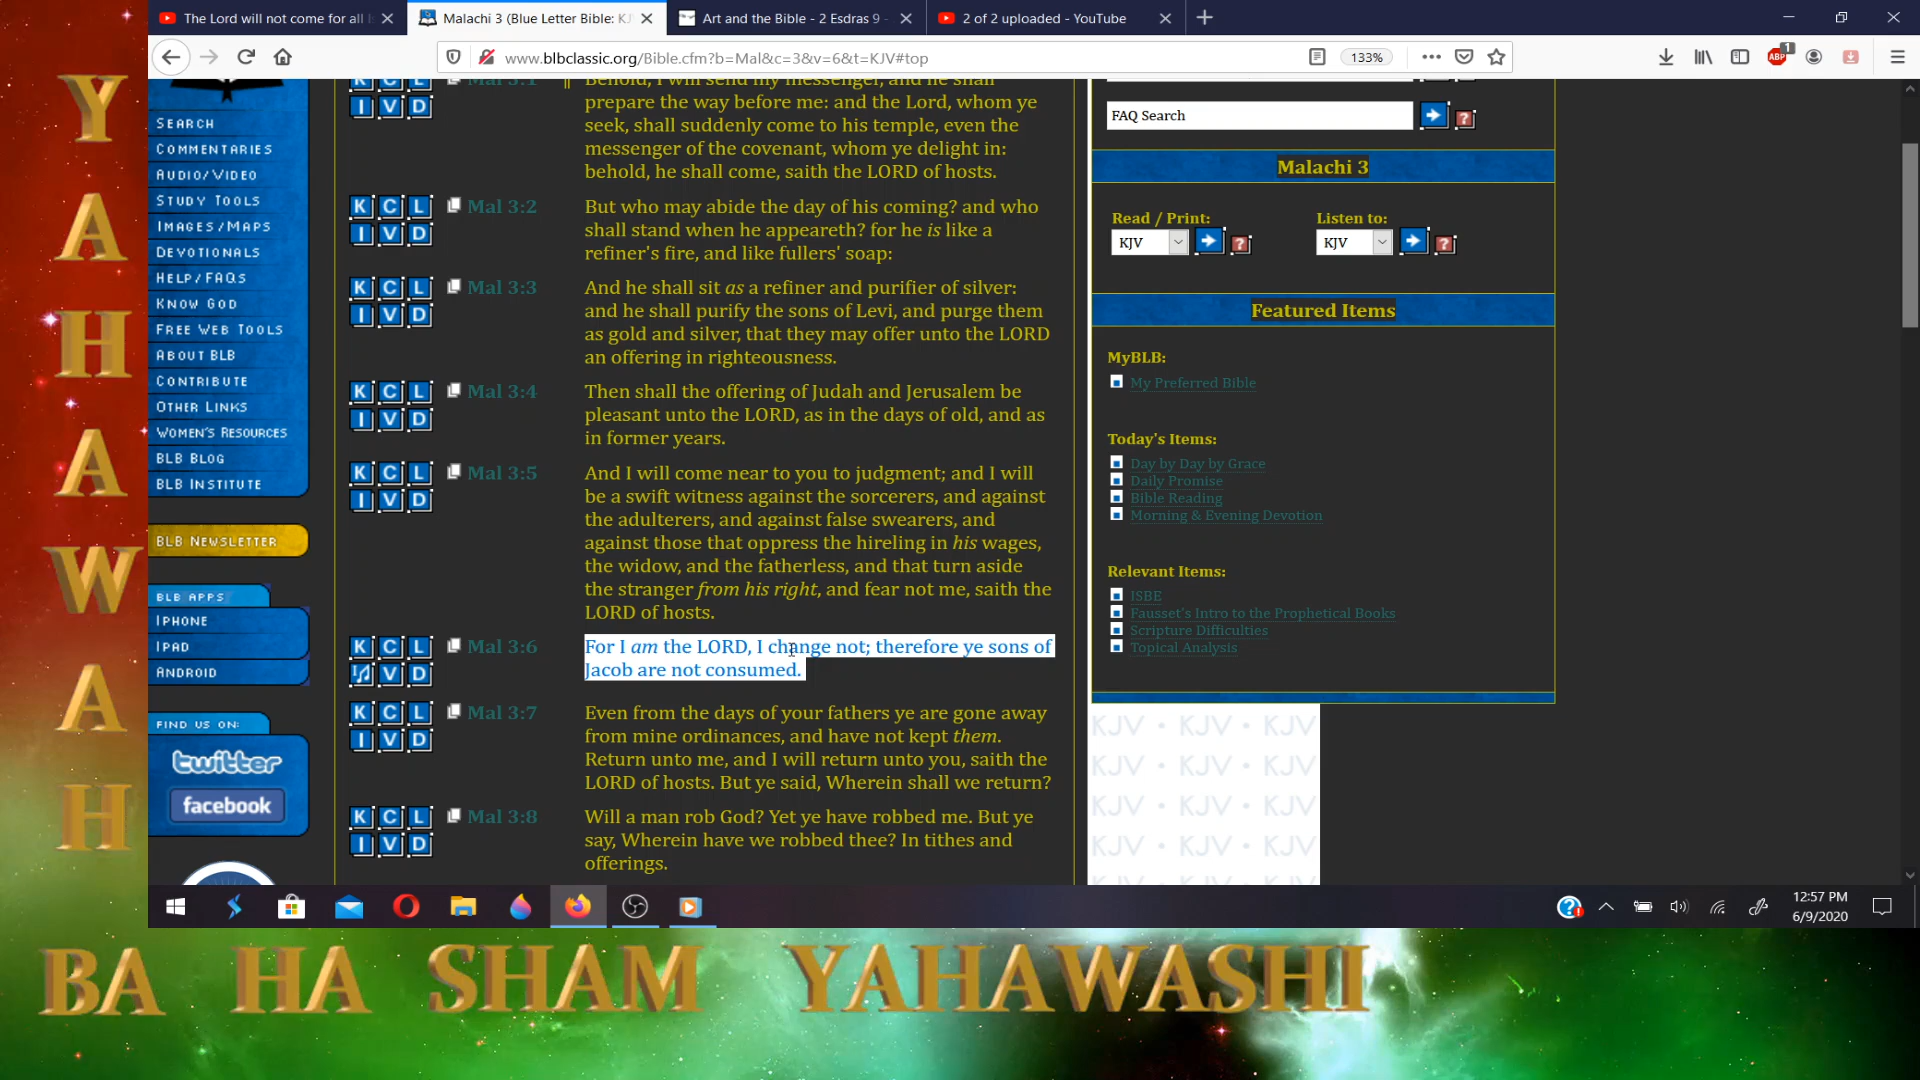 The Lord will not come for all
Malachi 3 (Blue Letter Bible: KJ
Art and the Bible - 2 Esdras 9 -
2 of 2 uploaded - YouTube
www.blbclassic.org/Bible.cfm?b=Mal&c=3&v=6&t=KJV#top
133%
ABP
1
YAHAWAH
SEARCH
COMMENTARIES
AUDIO/VIDEO
STUDY TOOLS
IMAGES/MAPS
DEVOTIONALS
HELP/FAQS
KNOW GOD
FREE WEB TOOLS
ABOUT BLB
CONTRIBUTE
OTHER LINKS
WOMEN'S RESOURCES
BLB BLOG
BLB INSTITUTE
BLB NEWSLETTER
BLB APPS
IPHONE
IPAD
ANDROID
FIND US ON:
twitter
facebook
K C L
I V D
Mal 3:1
¶ Behold, I will send my messenger, and he shall
prepare the way before me: and the Lord, whom ye
seek, shall suddenly come to his temple, even the
messenger of the covenant, whom ye delight in:
behold, he shall come, saith the LORD of hosts.
K C L
I V D
Mal 3:2
But who may abide the day of his coming? and who
shall stand when he appeareth? for he is like a
refiner's fire, and like fullers' soap:
K C L
I V D
Mal 3:3
And he shall sit as a refiner and purifier of silver:
and he shall purify the sons of Levi, and purge them
as gold and silver, that they may offer unto the LORD
an offering in righteousness.
K C L
I V D
Mal 3:4
Then shall the offering of Judah and Jerusalem be
pleasant unto the LORD, as in the days of old, and as
in former years.
K C L
I V D
Mal 3:5
And I will come near to you to judgment; and I will
be a swift witness against the sorcerers, and against
the adulterers, and against false swearers, and
against those that oppress the hireling in his wages,
the widow, and the fatherless, and that turn aside
the stranger from his right, and fear not me, saith the
LORD of hosts.
K C L
V D
Mal 3:6
For I am the LORD, I change not; therefore ye sons of
Jacob are not consumed.
K C L
I V D
Mal 3:7
Even from the days of your fathers ye are gone away
from mine ordinances, and have not kept them.
Return unto me, and I will return unto you, saith the
LORD of hosts. But ye said, Wherein shall we return?
K C L
I V D
Mal 3:8
Will a man rob God? Yet ye have robbed me. But ye
say, Wherein have we robbed thee? In tithes and
offerings.
FAQ Search
?
Malachi 3
Read / Print:
KJV
?
Listen to:
KJV
?
Featured Items
MyBLB:
My Preferred Bible
Today's Items:
Day by Day by Grace
Daily Promise
Bible Reading
Morning & Evening Devotion
Relevant Items:
ISBE
Fausset's Intro to the Prophetical Books
Scripture Difficulties
Topical Analysis
KJV • KJV • KJV
KJV • KJV • KJV
KJV • KJV • KJV
KJV • KJV • KJV
12:57 PM
6/9/2020
BA HA SHAM YAHAWASHI